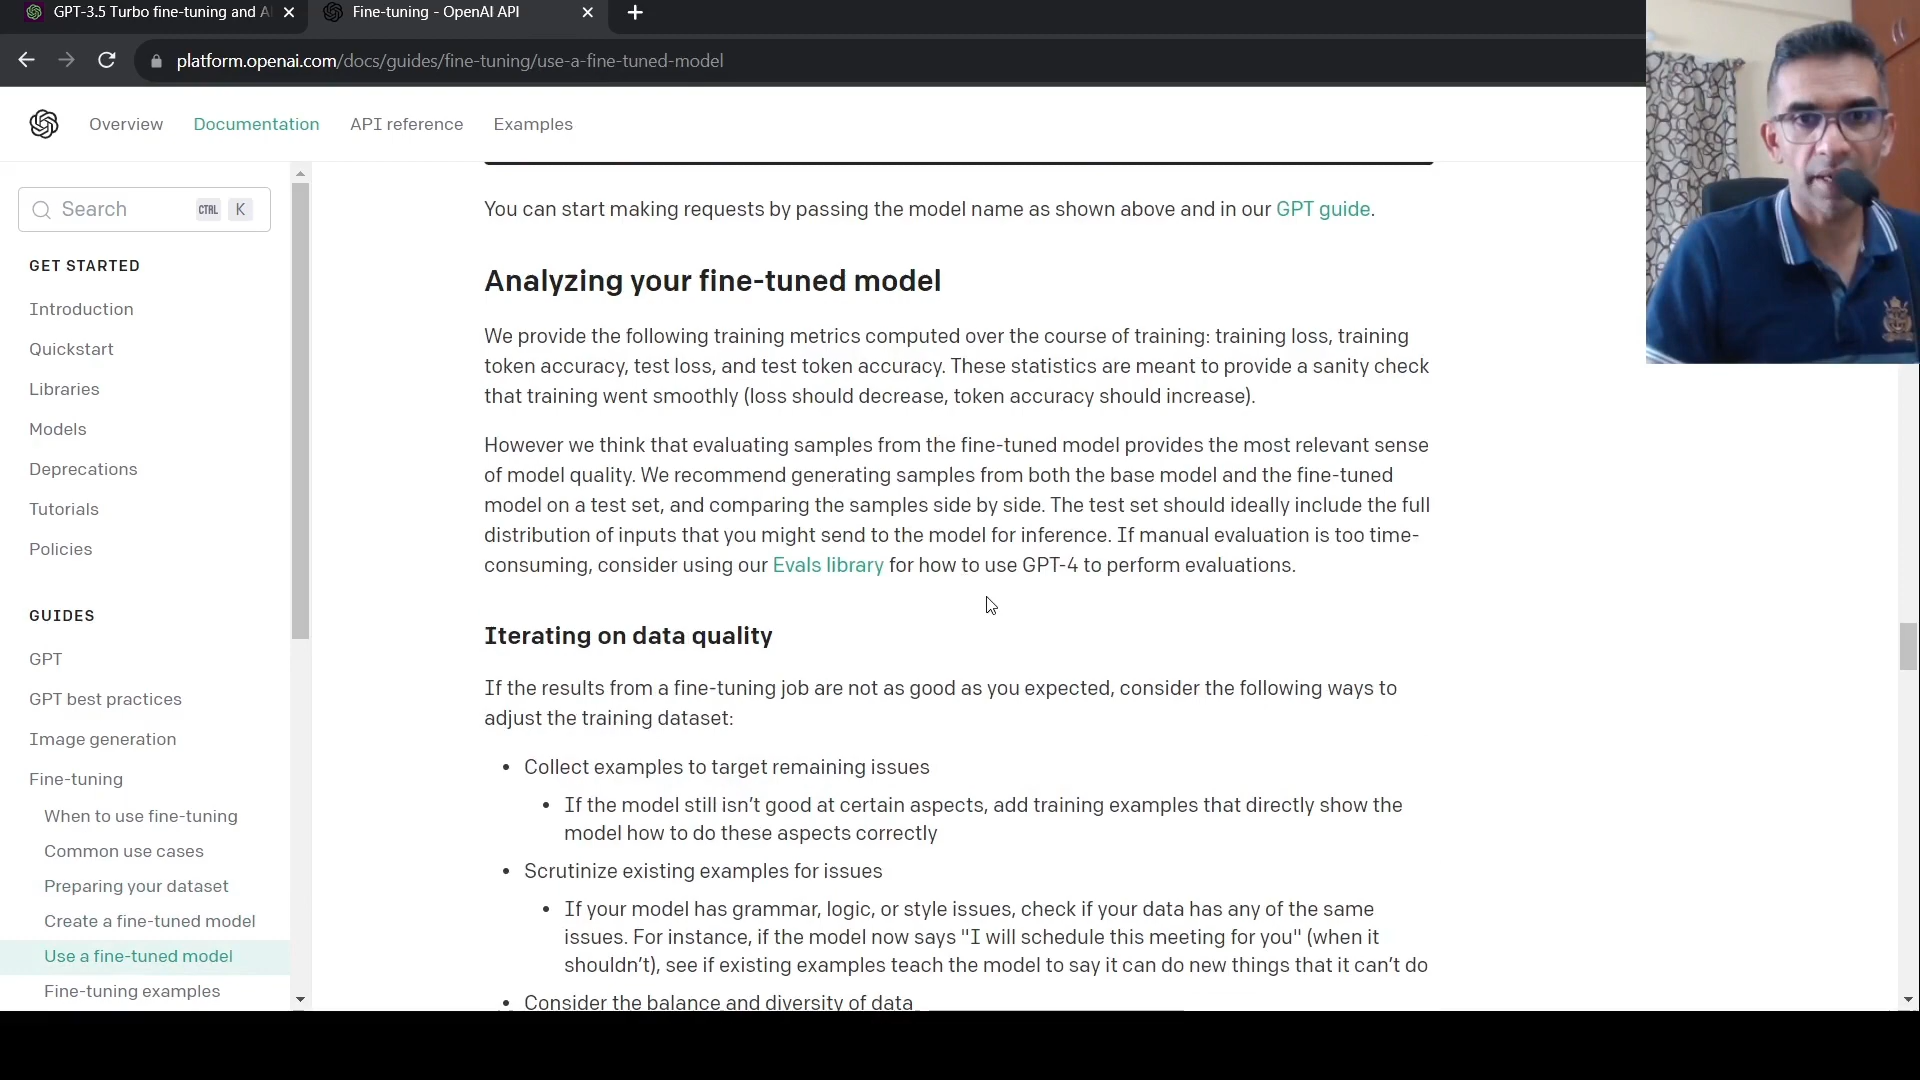 GPT-3.5 Turbo fine-tuning and A
Fine-tuning - OpenAI API
platform.openai.com/docs/guides/fine-tuning/use-a-fine-tuned-model
Overview
Documentation
API reference
Examples
Search
CTRL
K
GET STARTED
Introduction
Quickstart
Libraries
Models
Deprecations
Tutorials
Policies
GUIDES
GPT
GPT best practices
Image generation
Fine-tuning
When to use fine-tuning
Common use cases
Preparing your dataset
Create a fine-tuned model
Use a fine-tuned model
Fine-tuning examples
You can start making requests by passing the model name as shown above and in our GPT guide.
Analyzing your fine-tuned model
We provide the following training metrics computed over the course of training: training loss, training
token accuracy, test loss, and test token accuracy. These statistics are meant to provide a sanity check
that training went smoothly (loss should decrease, token accuracy should increase).
However we think that evaluating samples from the fine-tuned model provides the most relevant sense
of model quality. We recommend generating samples from both the base model and the fine-tuned
model on a test set, and comparing the samples side by side. The test set should ideally include the full
distribution of inputs that you might send to the model for inference. If manual evaluation is too time-
consuming, consider using our Evals library for how to use GPT-4 to perform evaluations.
Iterating on data quality
If the results from a fine-tuning job are not as good as you expected, consider the following ways to
adjust the training dataset:
• Collect examples to target remaining issues
• If the model still isn't good at certain aspects, add training examples that directly show the
model how to do these aspects correctly
• Scrutinize existing examples for issues
• If your model has grammar, logic, or style issues, check if your data has any of the same
issues. For instance, if the model now says "I will schedule this meeting for you" (when it
shouldn't), see if existing examples teach the model to say it can do new things that it can't do
• Consider the balance and diversity of data